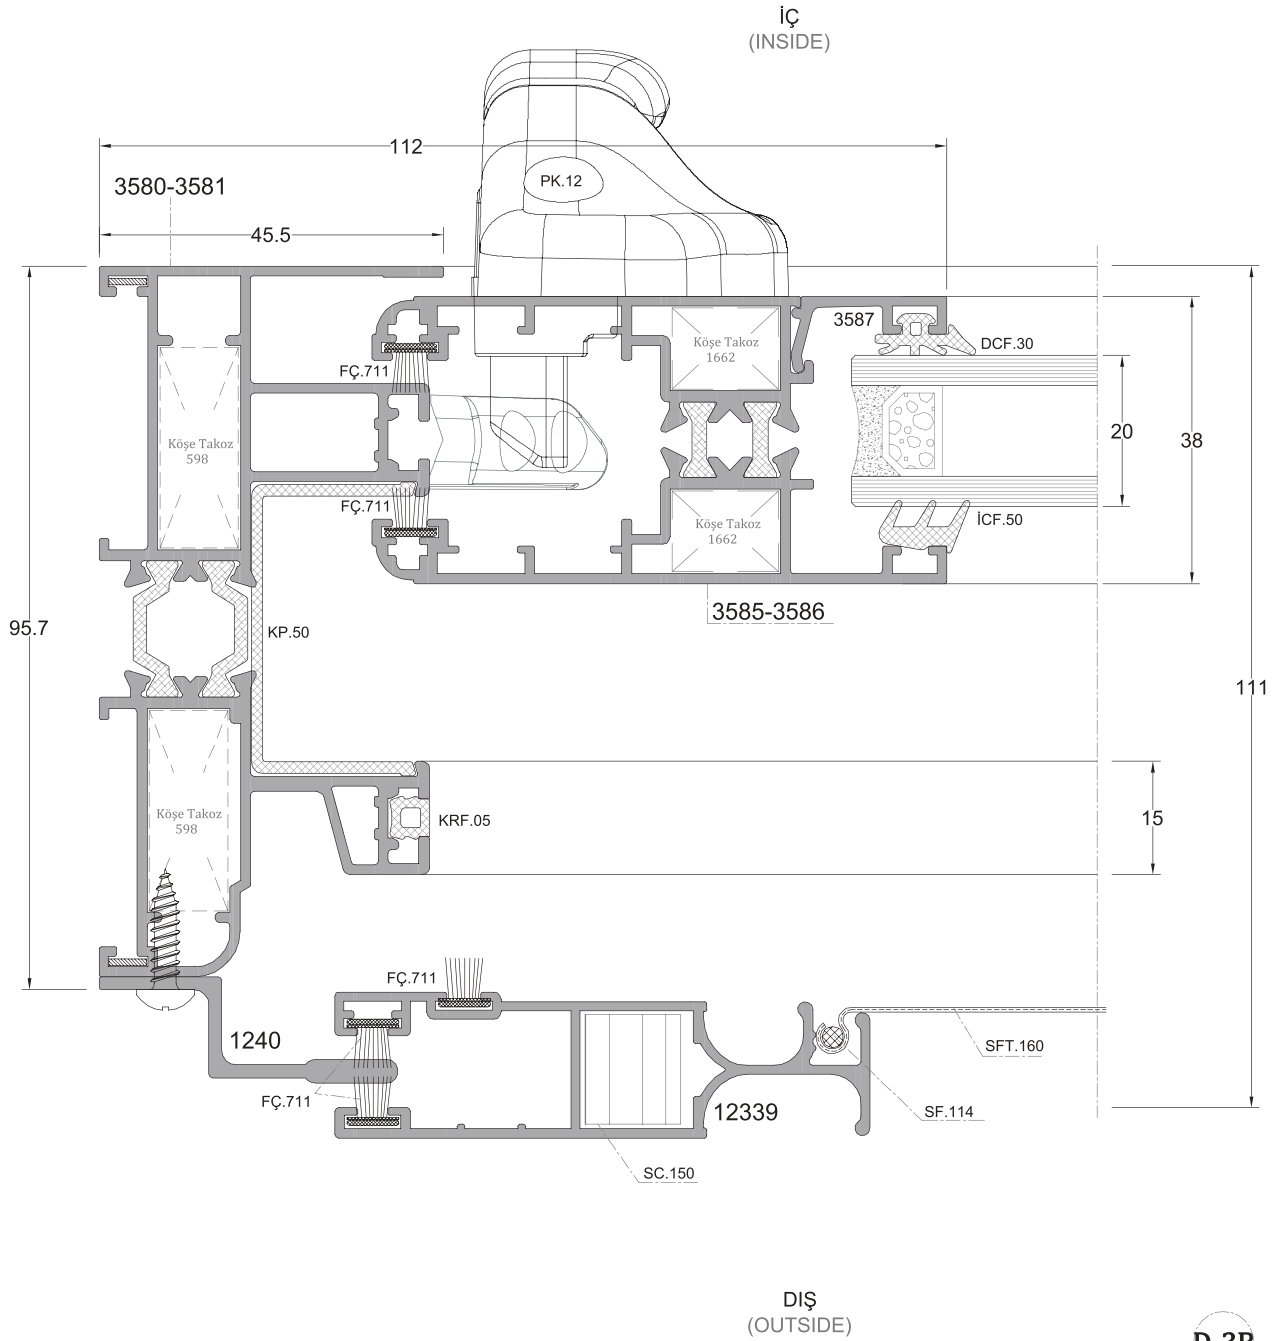 İÇ
(INSIDE)
112
PK.12
3580-3581
45.5
3587
Köşe Takoz
1662
DCF.30
FÇ.711
20
38
Köşe Takoz
598
FÇ.711
İCF.50
Köşe Takoz
1662
3585-3586
95.7
KP.50
111
Köşe Takoz
598
KRF.05
15
FÇ.711
1240
SFT.160
FÇ.711
12339
SF.114
SC.150
DIŞ
(OUTSIDE)